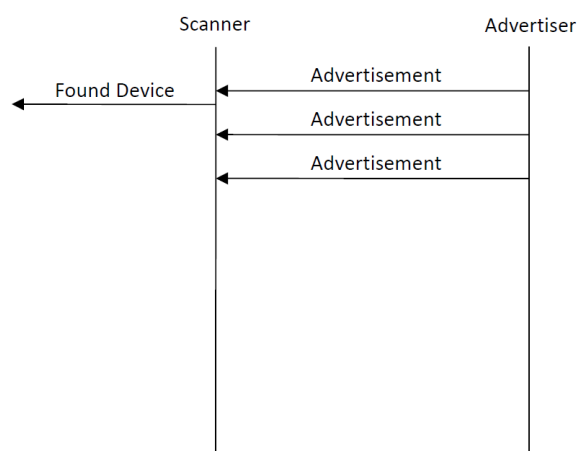 Scanner
Advertiser
Advertisement
Found Device
Advertisement
Advertisement